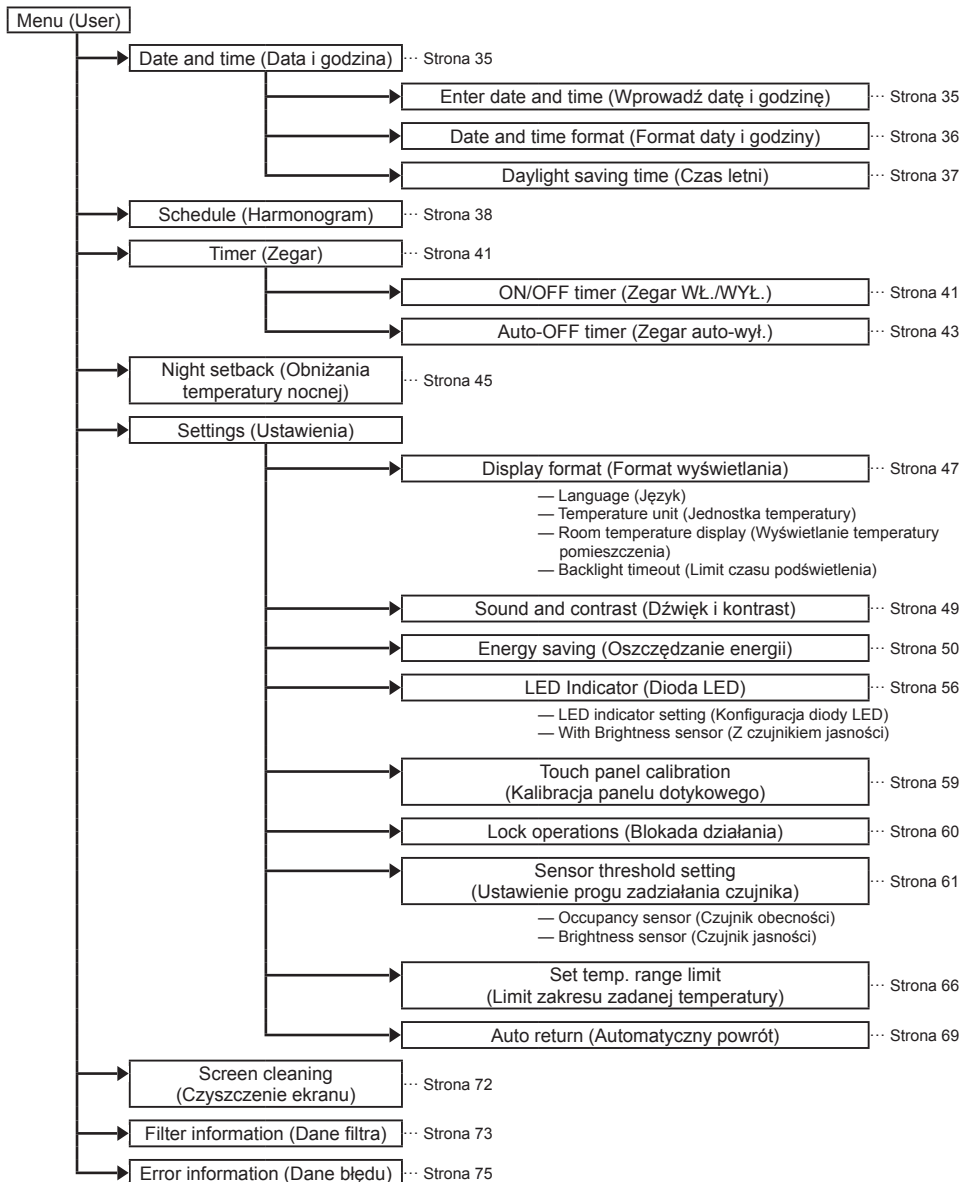 Menu (User)
Date and time (Data i godzina) ··· Strona 35
Enter date and time (Wprowadź datę i godzinę) ··· Strona 35
Date and time format (Format daty i godziny) ··· Strona 36
Daylight saving time (Czas letni) ··· Strona 37
Schedule (Harmonogram) ··· Strona 38
Timer (Zegar) ··· Strona 41
ON/OFF timer (Zegar WŁ./WYŁ.) ··· Strona 41
Auto-OFF timer (Zegar auto-wył.) ··· Strona 43
Night setback (Obniżania
temperatury nocnej) ··· Strona 45
Settings (Ustawienia)
Display format (Format wyświetlania) ··· Strona 47
— Language (Język)
— Temperature unit (Jednostka temperatury)
— Room temperature display (Wyświetlanie temperatury
pomieszczenia)
— Backlight timeout (Limit czasu podświetlenia)
Sound and contrast (Dźwięk i kontrast) ··· Strona 49
Energy saving (Oszczędzanie energii) ··· Strona 50
LED Indicator (Dioda LED) ··· Strona 56
— LED indicator setting (Konfiguracja diody LED)
— With Brightness sensor (Z czujnikiem jasności)
Touch panel calibration
(Kalibracja panelu dotykowego) ··· Strona 59
Lock operations (Blokada działania) ··· Strona 60
Sensor threshold setting
(Ustawienie progu zadziałania czujnika) ··· Strona 61
— Occupancy sensor (Czujnik obecności)
— Brightness sensor (Czujnik jasności)
Set temp. range limit
(Limit zakresu zadanej temperatury) ··· Strona 66
Auto return (Automatyczny powrót) ··· Strona 69
Screen cleaning
(Czyszczenie ekranu) ··· Strona 72
Filter information (Dane filtra) ··· Strona 73
Error information (Dane błędu) ··· Strona 75